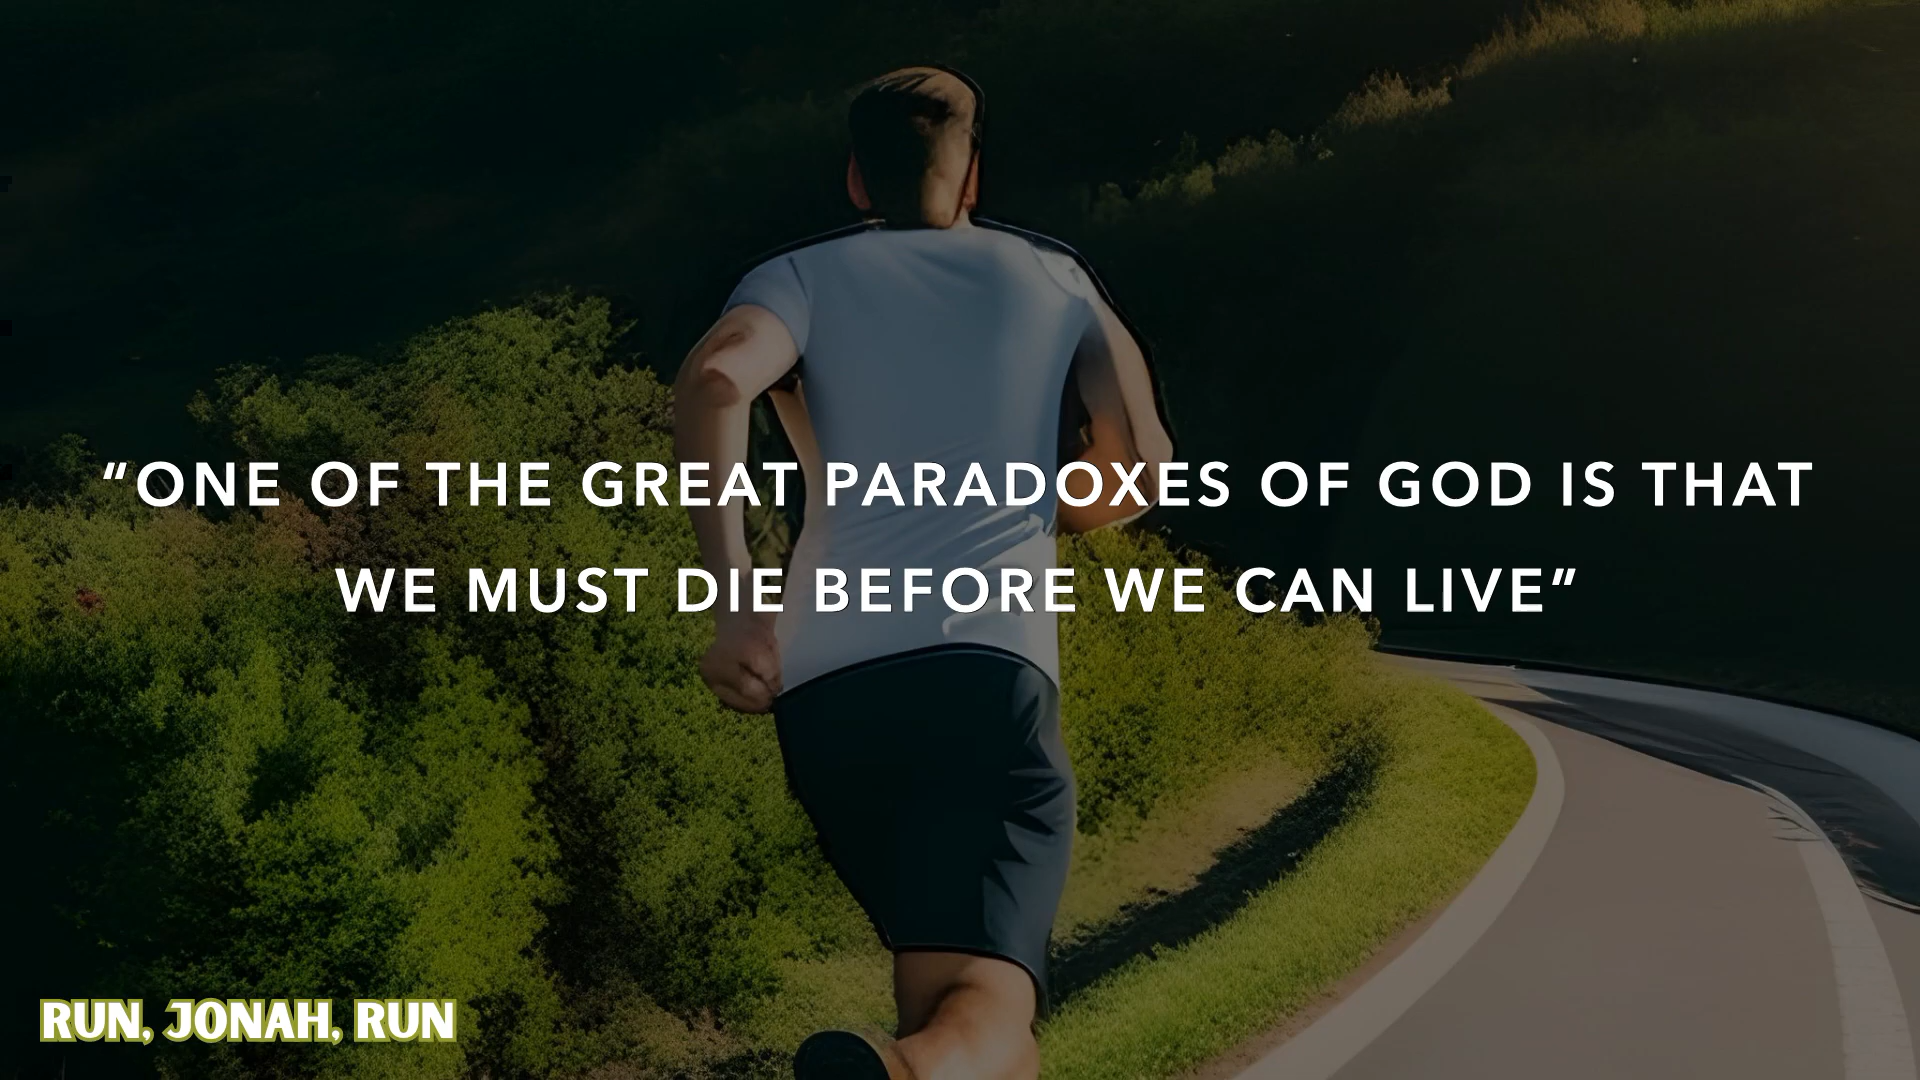 “ONE OF THE GREAT PARADOXES OF GOD IS THAT
WE MUST DIE BEFORE WE CAN LIVE”
RUN, JONAH, RUN